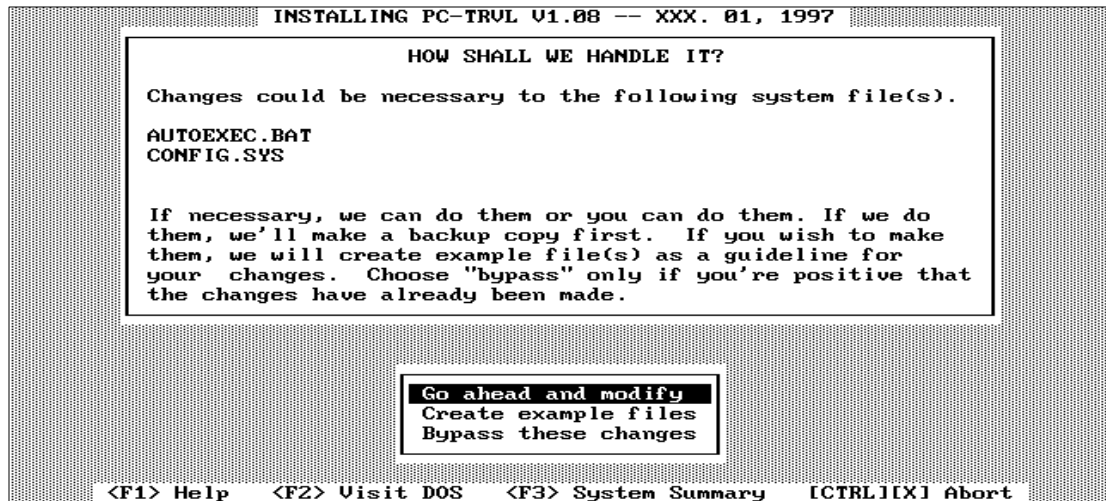 INSTALLING PC-TRVL V1.08 -- XXX. 01, 1997
HOW SHALL WE HANDLE IT?
Changes could be necessary to the following system file(s).
AUTOEXEC.BAT
CONFIG.SYS
If necessary, we can do them or you can do them. If we do
them, we'll make a backup copy first.  If you wish to make
them, we will create example file(s) as a guideline for
your  changes.  Choose "bypass" only if you're positive that
the changes have already been made.
Go ahead and modify
Create example files
Bypass these changes
<F1> Help   <F2> Visit DOS   <F3> System Summary   [CTRL][X] Abort